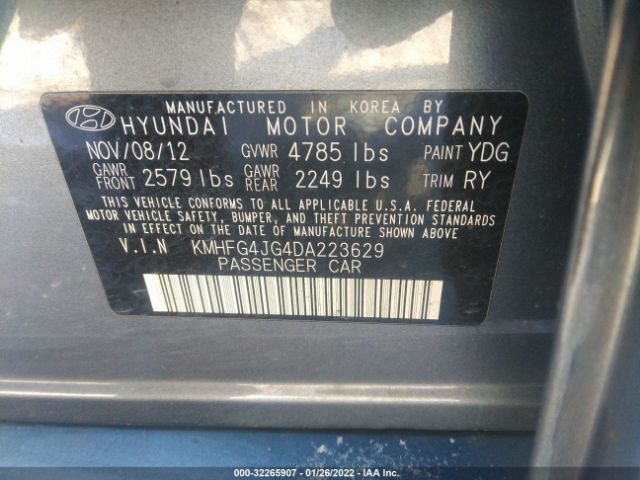 MANUFACTURED IN KOREA BY
HYUNDAI MOTOR COMPANY
NOV/08/12 GVWR 4785 lbs PAINT YDG
GAWR FRONT 2579 lbs GAWR REAR 2249 lbs TRIM RY
THIS VEHICLE CONFORMS TO ALL APPLICABLE U.S.A. FEDERAL
MOTOR VEHICLE SAFETY, BUMPER, AND THEFT PREVENTION STANDARDS
IN EFFECT ON THE DATE OF MANUFACTURE SHOWN ABOVE.
V.I.N KMHFG4JG4DA223629
PASSENGER CAR
000-32265907 - 01/26/2022 - IAA Inc.